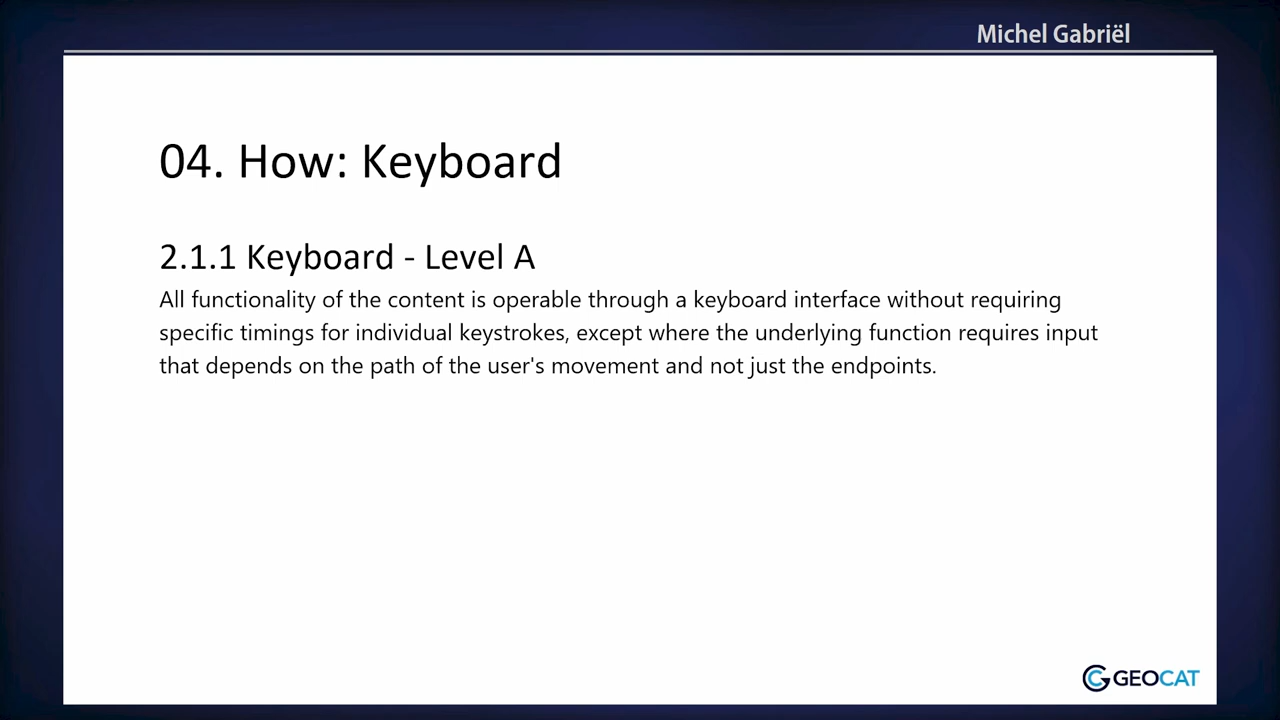 Michel Gabriël
04. How: Keyboard
2.1.1 Keyboard - Level A
All functionality of the content is operable through a keyboard interface without requiring
specific timings for individual keystrokes, except where the underlying function requires input
that depends on the path of the user's movement and not just the endpoints.
GEOCAT